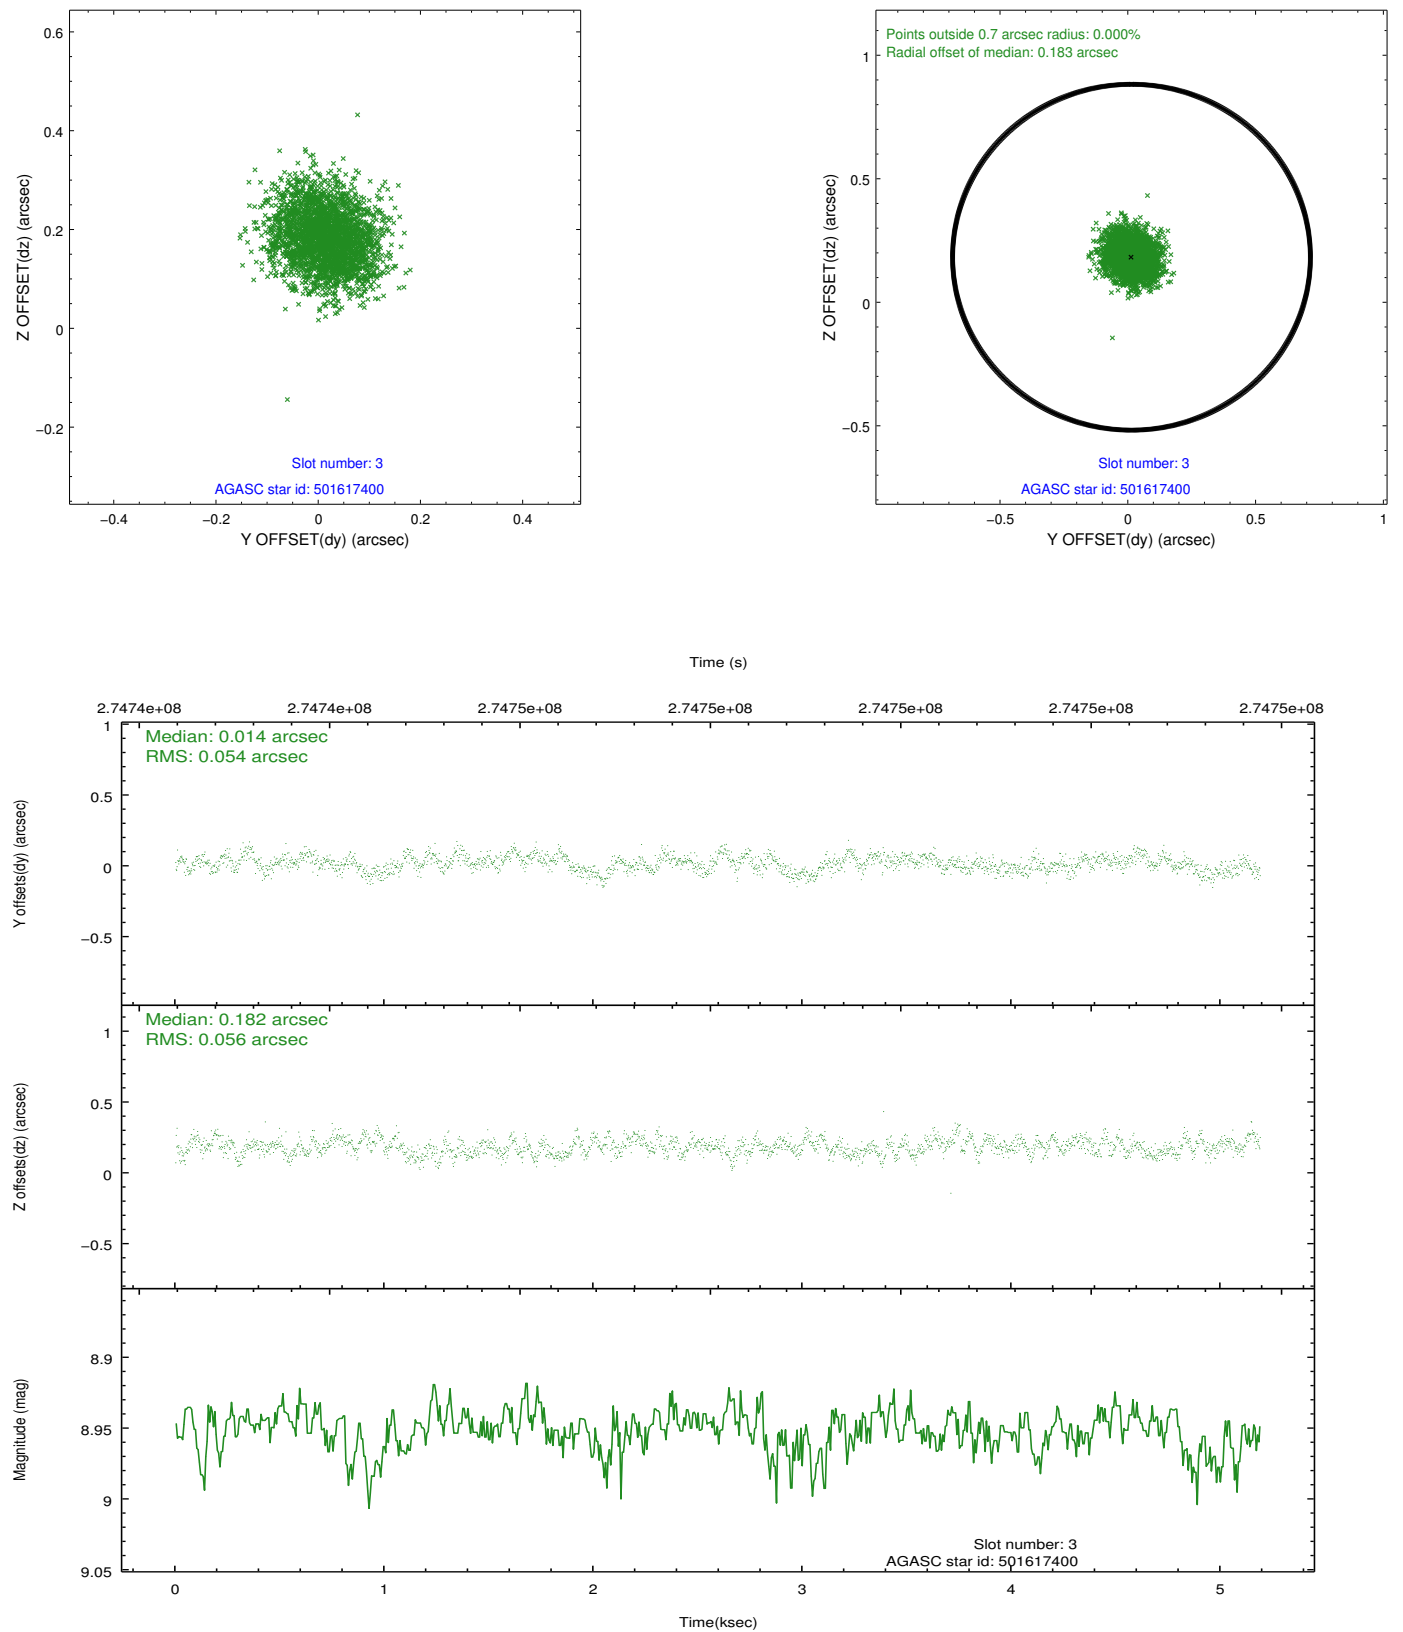 0.6
0.4
0.2
0
−0.2
Z OFFSET(dz) (arcsec)
Slot number: 3
AGASC star id: 501617400
−0.4 −0.2 0 0.2 0.4
Y OFFSET(dy) (arcsec)
Points outside 0.7 arcsec radius: 0.000%
Radial offset of median: 0.183 arcsec
1
0.5
0
−0.5
Z OFFSET(dz) (arcsec)
Slot number: 3
AGASC star id: 501617400
−0.5 0 0.5 1
Y OFFSET(dy) (arcsec)
Time (s)
2.7474e+08 2.7474e+08 2.7475e+08 2.7475e+08 2.7475e+08 2.7475e+08 2.7475e+08
Median: 0.014 arcsec
RMS: 0.054 arcsec
1
0.5
0
−0.5
Y offsets(dy) (arcsec)
Median: 0.182 arcsec
RMS: 0.056 arcsec
1
0.5
0
−0.5
Z offsets(dz) (arcsec)
8.9
8.95
9
9.05
Magnitude (mag)
Slot number: 3
AGASC star id: 501617400
0 1 2 3 4 5
Time(ksec)